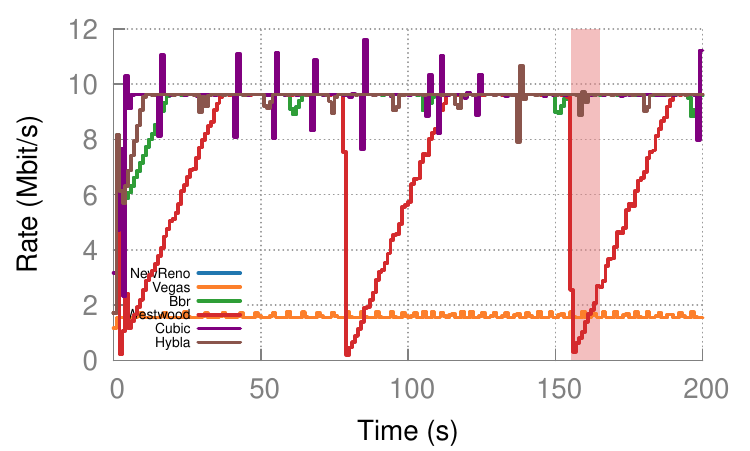 12
10
8
6
4
2
0
Rate (Mbit/s)
NewReno
Vegas
Bbr
Westwood
Cubic
Hybla
0 50 100 150 200
Time (s)